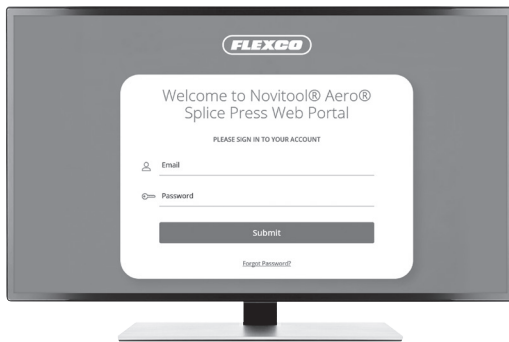 FLEXCO
Welcome to Novitool® Aero®
Splice Press Web Portal
PLEASE SIGN IN TO YOUR ACCOUNT
Email
Password
Submit
Forgot Password?